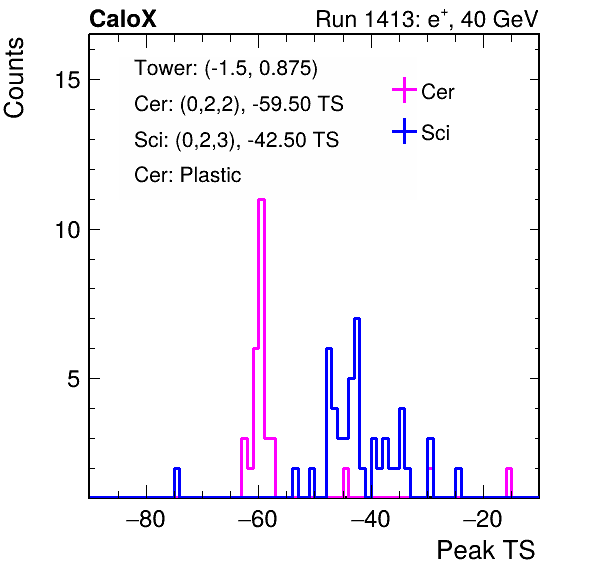 CaloX Run 1413: e⁺, 40 GeV
Counts
Tower: (-1.5, 0.875)
Cer: (0,2,2), -59.50 TS
Sci: (0,2,3), -42.50 TS
Cer: Plastic
Cer
Sci
15
10
5
−80 −60 −40 −20
Peak TS